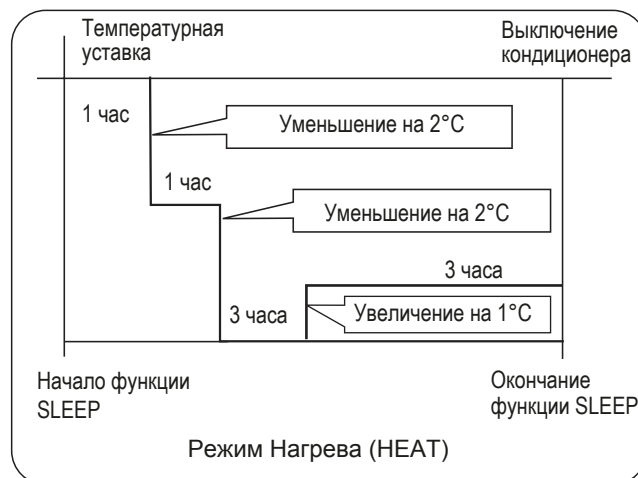 Температурная
уставка
Выключение
кондиционера
1 час
Уменьшение на 2°C
1 час
Уменьшение на 2°C
3 часа
3 часа
Увеличение на 1°C
Начало функции
SLEEP
Окончание
функции SLEEP
Режим Нагрева (HEAT)